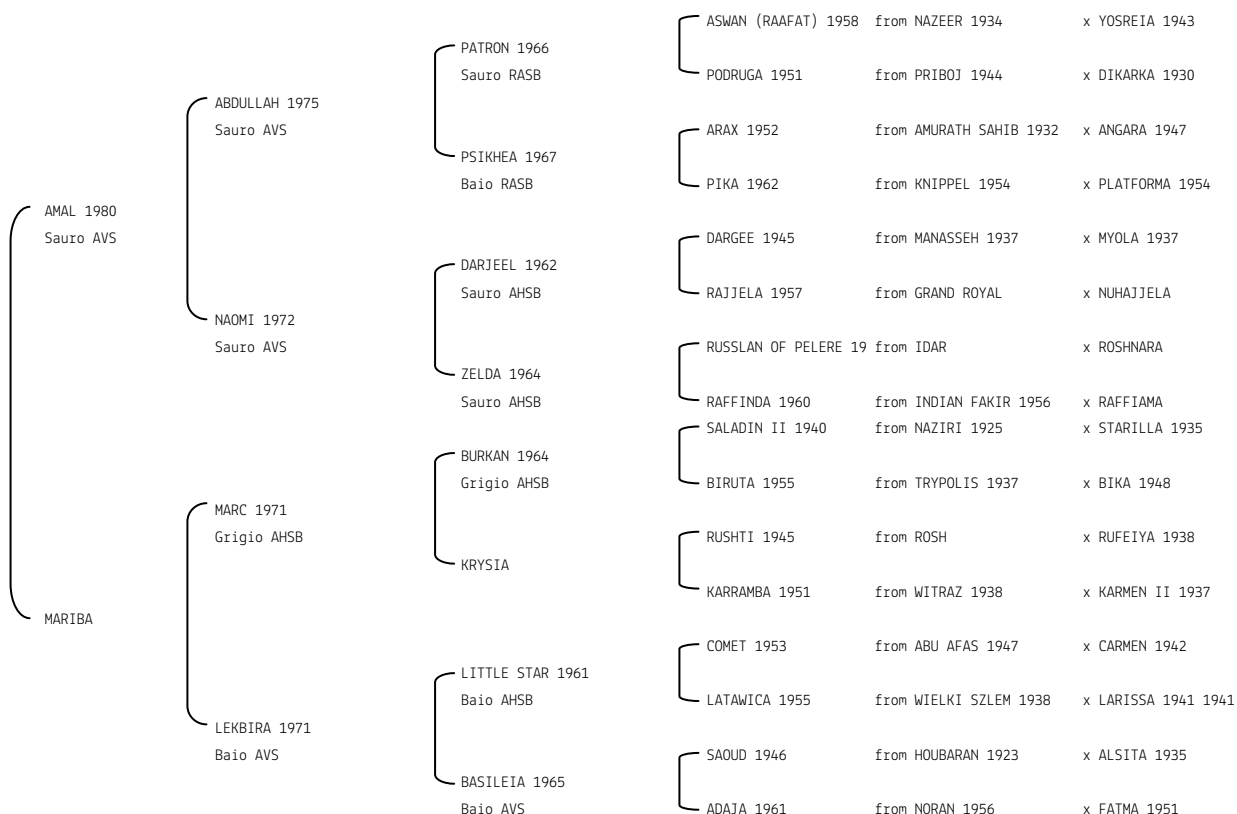 ASWAN (RAAFAT) 1958 from NAZEER 1934 x YOSREIA 1943
PATRON 1966
Sauro RASB
PODRUGA 1951 from PRIBOJ 1944 x DIKARKA 1930
ABDULLAH 1975
Sauro AVS
ARAX 1952 from AMURATH SAHIB 1932 x ANGARA 1947
PSIKHEA 1967
Baio RASB
PIKA 1962 from KNIPPEL 1954 x PLATFORMA 1954
AMAL 1980
Sauro AVS
DARGEE 1945 from MANASSEH 1937 x MYOLA 1937
DARJEEL 1962
Sauro AHSB
RAJJELA 1957 from GRAND ROYAL x NUHAJJELA
NAOMI 1972
Sauro AVS
RUSSLAN OF PELERE 19 from IDAR x ROSHNARA
ZELDA 1964
Sauro AHSB
RAFFINDA 1960 from INDIAN FAKIR 1956 x RAFFIAMA
SALADIN II 1940 from NAZIRI 1925 x STARILLA 1935
BURKAN 1964
Grigio AHSB
BIRUTA 1955 from TRYPOLIS 1937 x BIKA 1948
MARC 1971
Grigio AHSB
RUSHTI 1945 from ROSH x RUFEIYA 1938
KRYSIA
KARRAMBA 1951 from WITRAZ 1938 x KARMEN II 1937
MARIBA
COMET 1953 from ABU AFAS 1947 x CARMEN 1942
LITTLE STAR 1961
Baio AHSB
LATAWICA 1955 from WIELKI SZLEM 1938 x LARISSA 1941 1941
LEKBIRA 1971
Baio AVS
SAOUD 1946 from HOUBARAN 1923 x ALSITA 1935
BASILEIA 1965
Baio AVS
ADAJA 1961 from NORAN 1956 x FATMA 1951